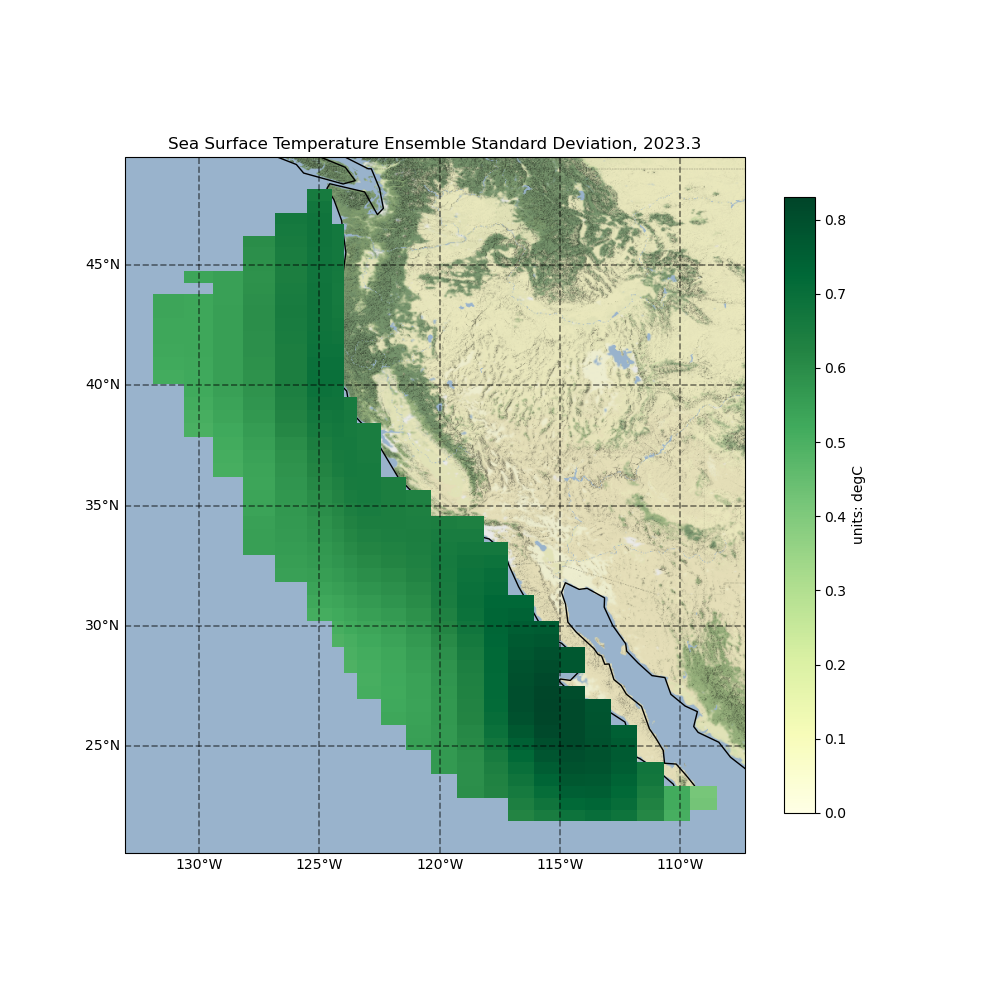 Sea Surface Temperature Ensemble Standard Deviation, 2023.3
45°N
40°N
35°N
30°N
25°N
130°W
125°W
120°W
115°W
110°W
0.8
0.7
0.6
0.5
0.4
0.3
0.2
0.1
0.0
units: degC